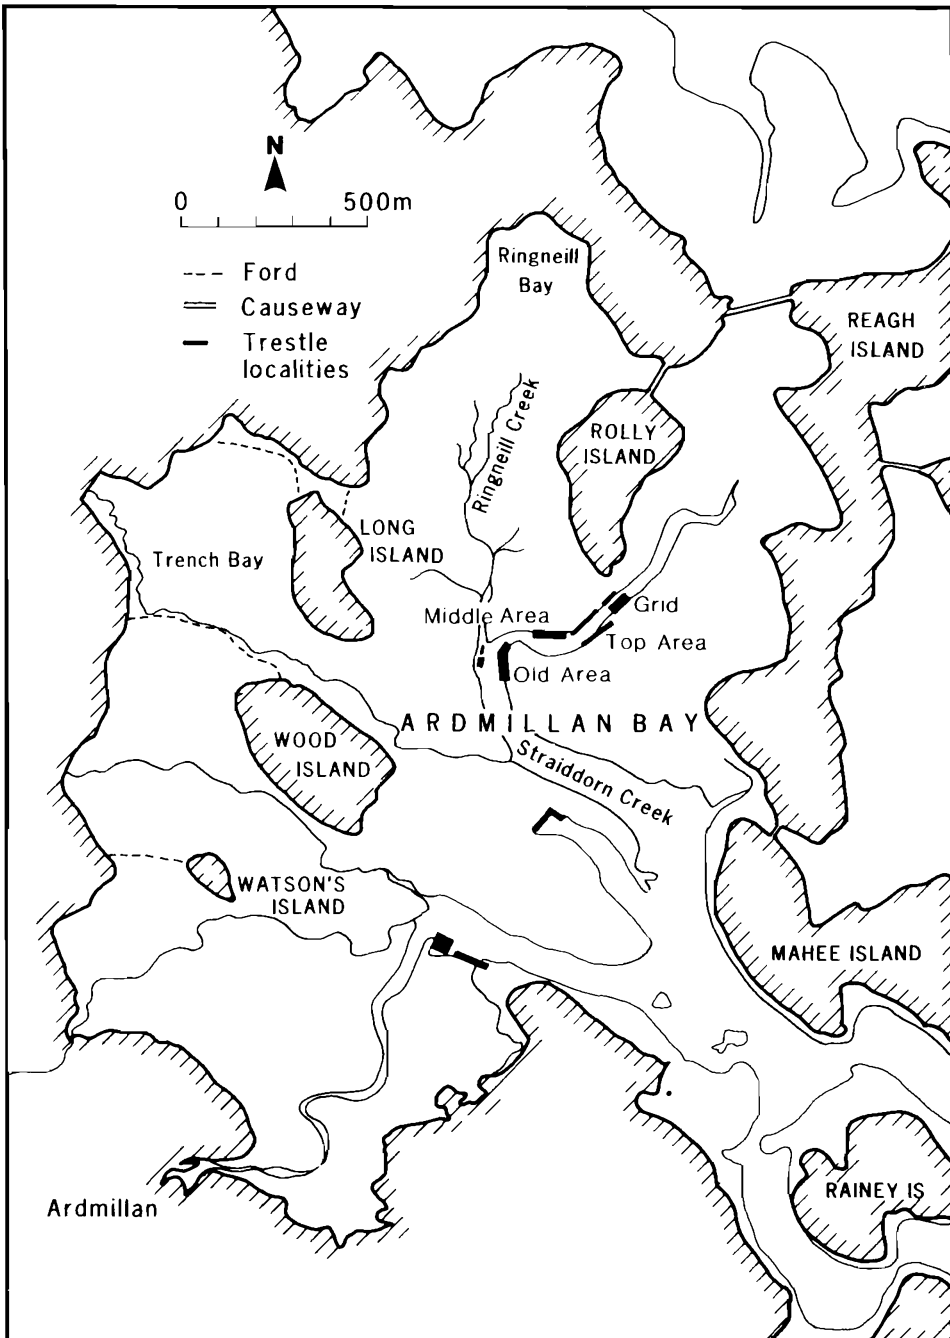 N
0 500m
Ford
Causeway
Trestle
localities
Ringneill
Bay
REAGH
ISLAND
Ringneill Creek
ROLLY
ISLAND
LONG
ISLAND
Trench Bay
Middle Area
Grid
Top Area
Old Area
ARDMILLAN BAY
WOOD
ISLAND
Straiddorn Creek
WATSON'S
ISLAND
MAHEE ISLAND
RAINEY IS
Ardmillan